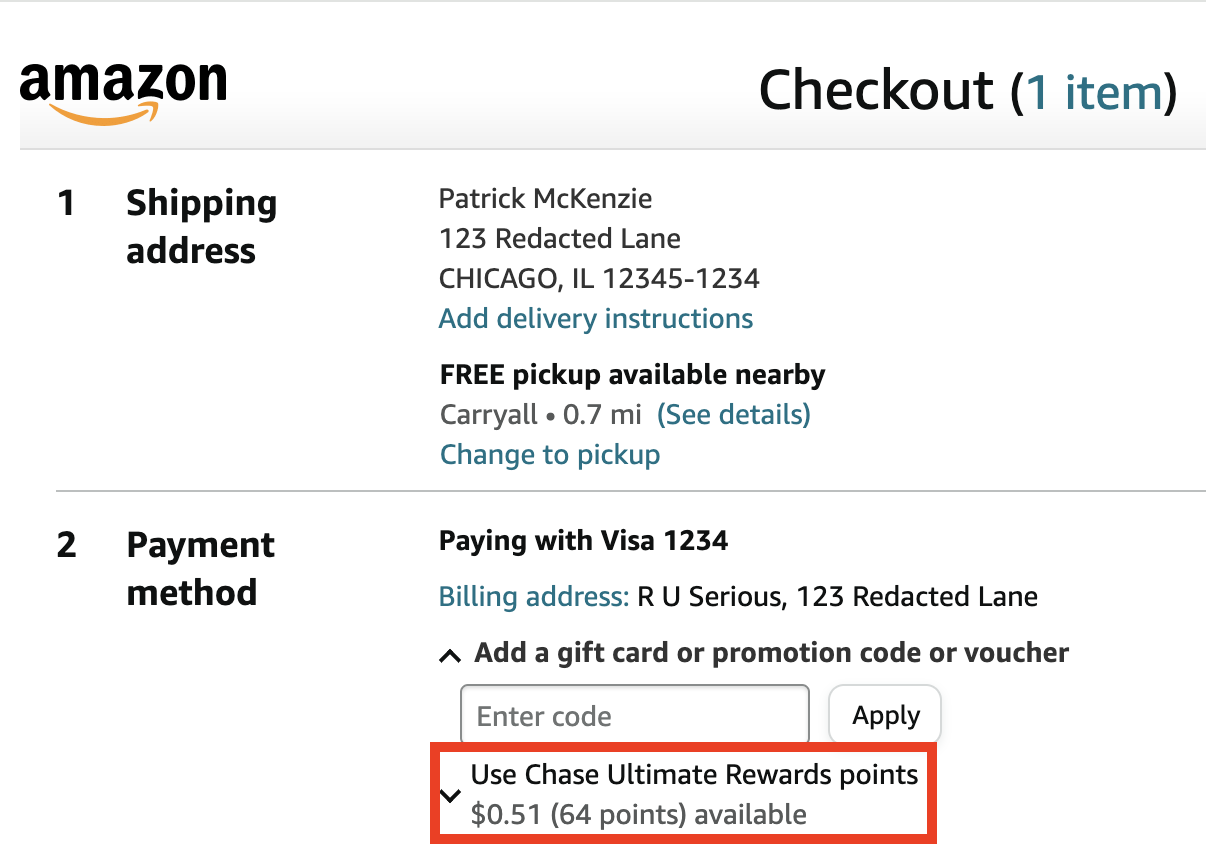 amazon
Checkout (1 item)
1 Shipping
address
Patrick McKenzie
123 Redacted Lane
CHICAGO, IL 12345-1234
Add delivery instructions
FREE pickup available nearby
Carryall • 0.7 mi (See details)
Change to pickup
2 Payment
method
Paying with Visa 1234
Billing address: R U Serious, 123 Redacted Lane
Add a gift card or promotion code or voucher
Enter code
Apply
Use Chase Ultimate Rewards points
$0.51 (64 points) available